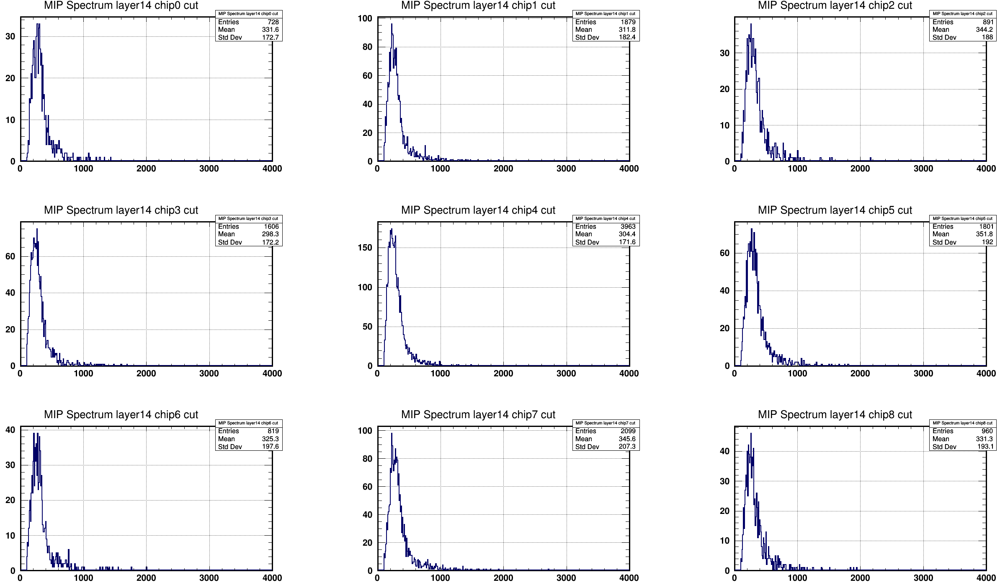 MIP Spectrum layer14 chip0 cut
MIP Spectrum layer14 chip0 cut
Entries 728
Mean 331.6
Std Dev 172.7
30
20
10
0
0 1000 2000 3000 4000
MIP Spectrum layer14 chip1 cut
MIP Spectrum layer14 chip1 cut
Entries 1879
Mean 311.8
Std Dev 182.4
100
80
60
40
20
0
0 1000 2000 3000 4000
MIP Spectrum layer14 chip2 cut
MIP Spectrum layer14 chip2 cut
Entries 891
Mean 344.2
Std Dev 188
30
20
10
0
0 1000 2000 3000 4000
MIP Spectrum layer14 chip3 cut
MIP Spectrum layer14 chip3 cut
Entries 1606
Mean 298.3
Std Dev 172.2
60
40
20
0
0 1000 2000 3000 4000
MIP Spectrum layer14 chip4 cut
MIP Spectrum layer14 chip4 cut
Entries 3963
Mean 304.4
Std Dev 171.6
150
100
50
0
0 1000 2000 3000 4000
MIP Spectrum layer14 chip5 cut
MIP Spectrum layer14 chip5 cut
Entries 1801
Mean 351.8
Std Dev 192
60
40
20
0
0 1000 2000 3000 4000
MIP Spectrum layer14 chip6 cut
MIP Spectrum layer14 chip6 cut
Entries 819
Mean 325.3
Std Dev 197.6
40
30
20
10
0
0 1000 2000 3000 4000
MIP Spectrum layer14 chip7 cut
MIP Spectrum layer14 chip7 cut
Entries 2099
Mean 345.6
Std Dev 207.3
100
80
60
40
20
0
0 1000 2000 3000 4000
MIP Spectrum layer14 chip8 cut
MIP Spectrum layer14 chip8 cut
Entries 960
Mean 331.3
Std Dev 193.1
40
30
20
10
0
0 1000 2000 3000 4000